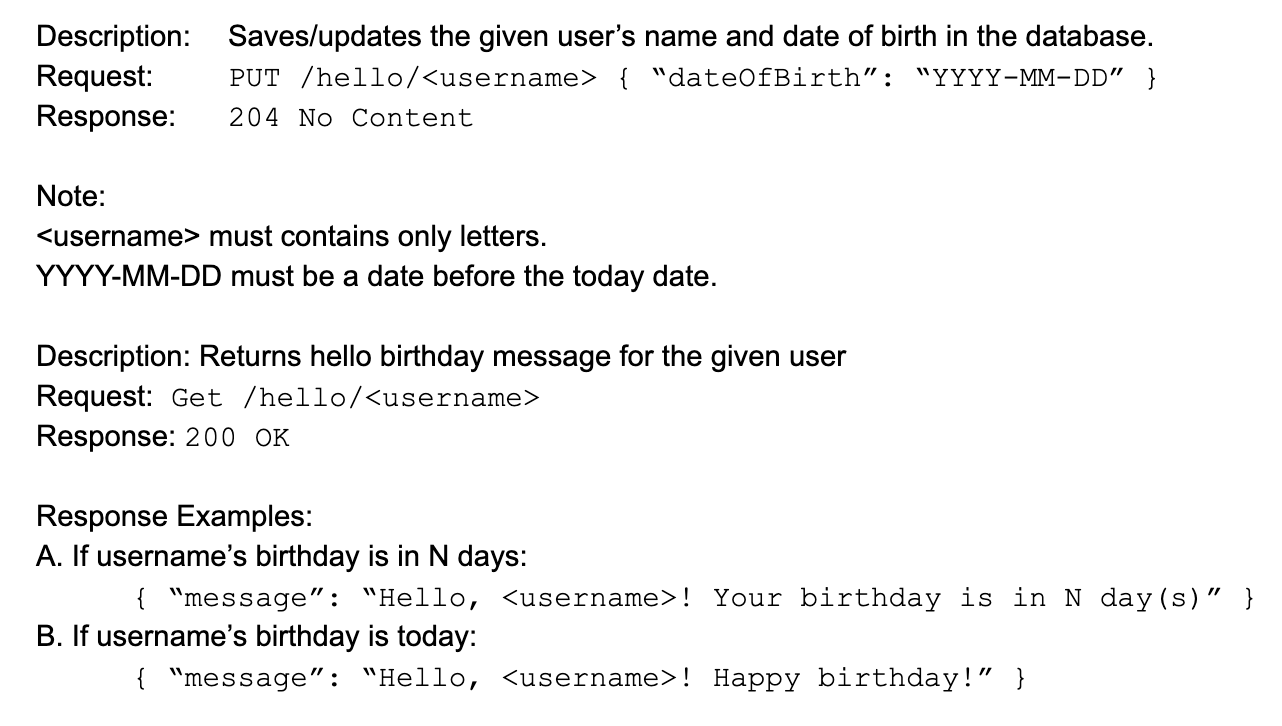 Description: Saves/updates the given user’s name and date of birth in the database.
Request: PUT /hello/<username> { “dateOfBirth”: “YYYY-MM-DD” }
Response: 204 No Content
Note:
<username> must contains only letters.
YYYY-MM-DD must be a date before the today date.
Description: Returns hello birthday message for the given user
Request: Get /hello/<username>
Response: 200 OK
Response Examples:
A. If username’s birthday is in N days:
{ “message”: “Hello, <username>! Your birthday is in N day(s)” }
B. If username’s birthday is today:
{ “message”: “Hello, <username>! Happy birthday!” }